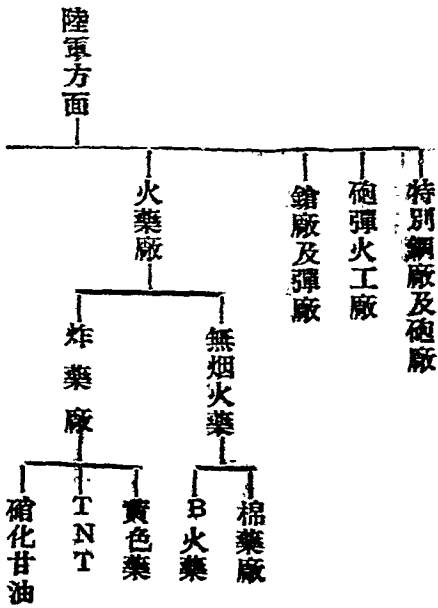 陸軍方面
特別鋼廠及砲廠
砲彈火工廠
鎗廠及彈廠
火藥廠
無烟火藥
炸藥廠
棉藥廠
B火藥
黃色藥
TNT
硝化甘油